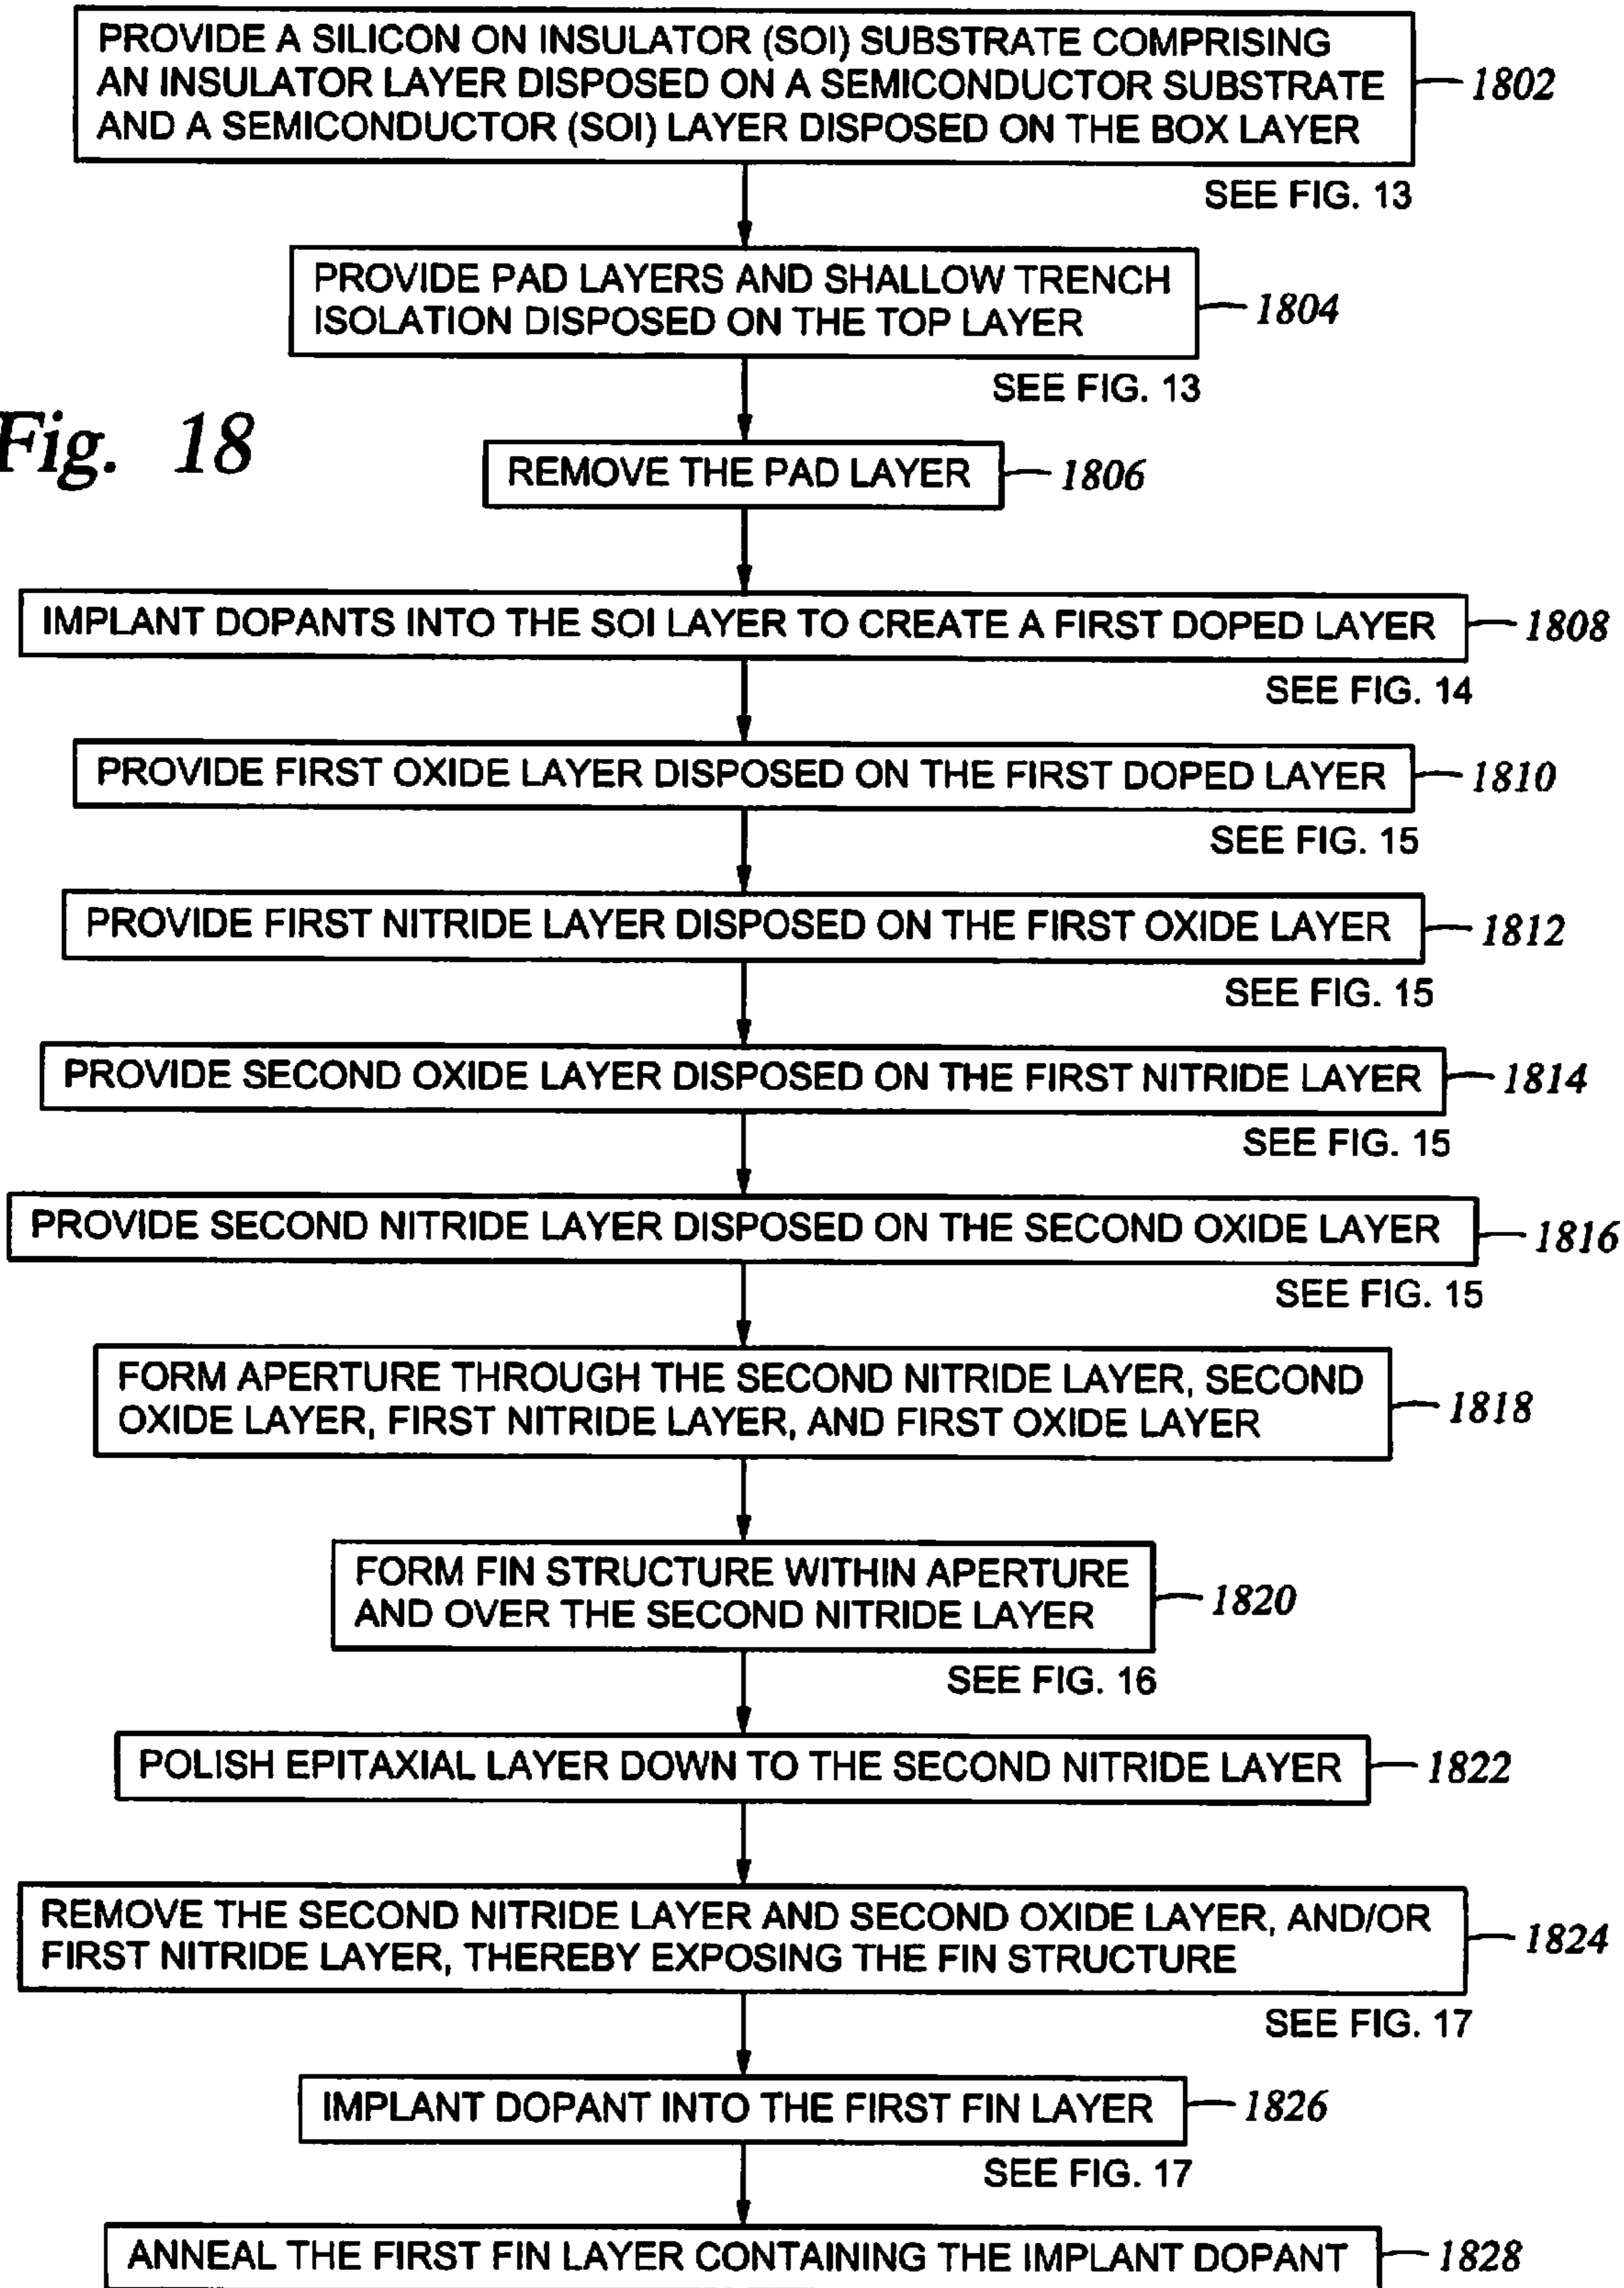 PROVIDE A SILICON ON INSULATOR (SOI) SUBSTRATE COMPRISING
AN INSULATOR LAYER DISPOSED ON A SEMICONDUCTOR SUBSTRATE
AND A SEMICONDUCTOR (SOI) LAYER DISPOSED ON THE BOX LAYER
1802
SEE FIG. 13
PROVIDE PAD LAYERS AND SHALLOW TRENCH
ISOLATION DISPOSED ON THE TOP LAYER
1804
SEE FIG. 13
Fig. 18
REMOVE THE PAD LAYER
1806
IMPLANT DOPANTS INTO THE SOI LAYER TO CREATE A FIRST DOPED LAYER
1808
SEE FIG. 14
PROVIDE FIRST OXIDE LAYER DISPOSED ON THE FIRST DOPED LAYER
1810
SEE FIG. 15
PROVIDE FIRST NITRIDE LAYER DISPOSED ON THE FIRST OXIDE LAYER
1812
SEE FIG. 15
PROVIDE SECOND OXIDE LAYER DISPOSED ON THE FIRST NITRIDE LAYER
1814
SEE FIG. 15
PROVIDE SECOND NITRIDE LAYER DISPOSED ON THE SECOND OXIDE LAYER
1816
SEE FIG. 15
FORM APERTURE THROUGH THE SECOND NITRIDE LAYER, SECOND
OXIDE LAYER, FIRST NITRIDE LAYER, AND FIRST OXIDE LAYER
1818
FORM FIN STRUCTURE WITHIN APERTURE
AND OVER THE SECOND NITRIDE LAYER
1820
SEE FIG. 16
POLISH EPITAXIAL LAYER DOWN TO THE SECOND NITRIDE LAYER
1822
REMOVE THE SECOND NITRIDE LAYER AND SECOND OXIDE LAYER, AND/OR
FIRST NITRIDE LAYER, THEREBY EXPOSING THE FIN STRUCTURE
1824
SEE FIG. 17
IMPLANT DOPANT INTO THE FIRST FIN LAYER
1826
SEE FIG. 17
ANNEAL THE FIRST FIN LAYER CONTAINING THE IMPLANT DOPANT
1828